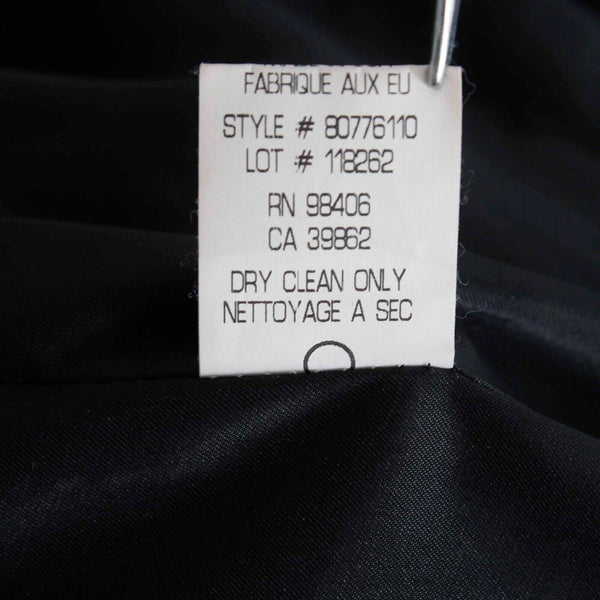 FABRIQUE AUX EU
STYLE # 80776110
LOT # 118262
RN 98406
CA 39862
DRY CLEAN ONLY
NETTOYAGE A SEC